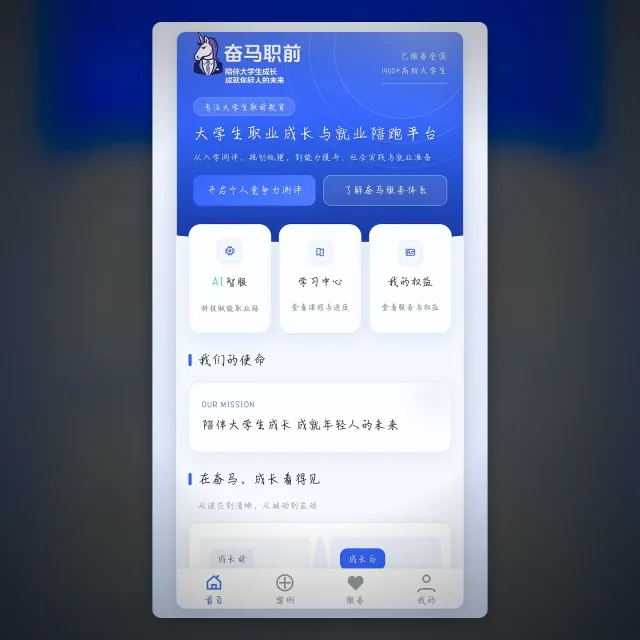 奋马职前
陪伴大学生成长
成就年轻人的未来
已服务全国
1900+高校大学生
专注大学生职前教育
大学生职业成长与就业陪跑平台
从入学测评、规划梳理，到能力提升、社会实践与就业准备
开启个人竞争力测评
了解奋马服务体系
AI智服
学习中心
我的权益
科技赋能职业路
查看课程与进度
查看服务与权益
我们的使命
OUR MISSION
陪伴大学生成长 成就年轻人的未来
在奋马，成长看得见
从迷茫到清晰，从被动到主动
成长前
成长后
首页
案例
服务
我的